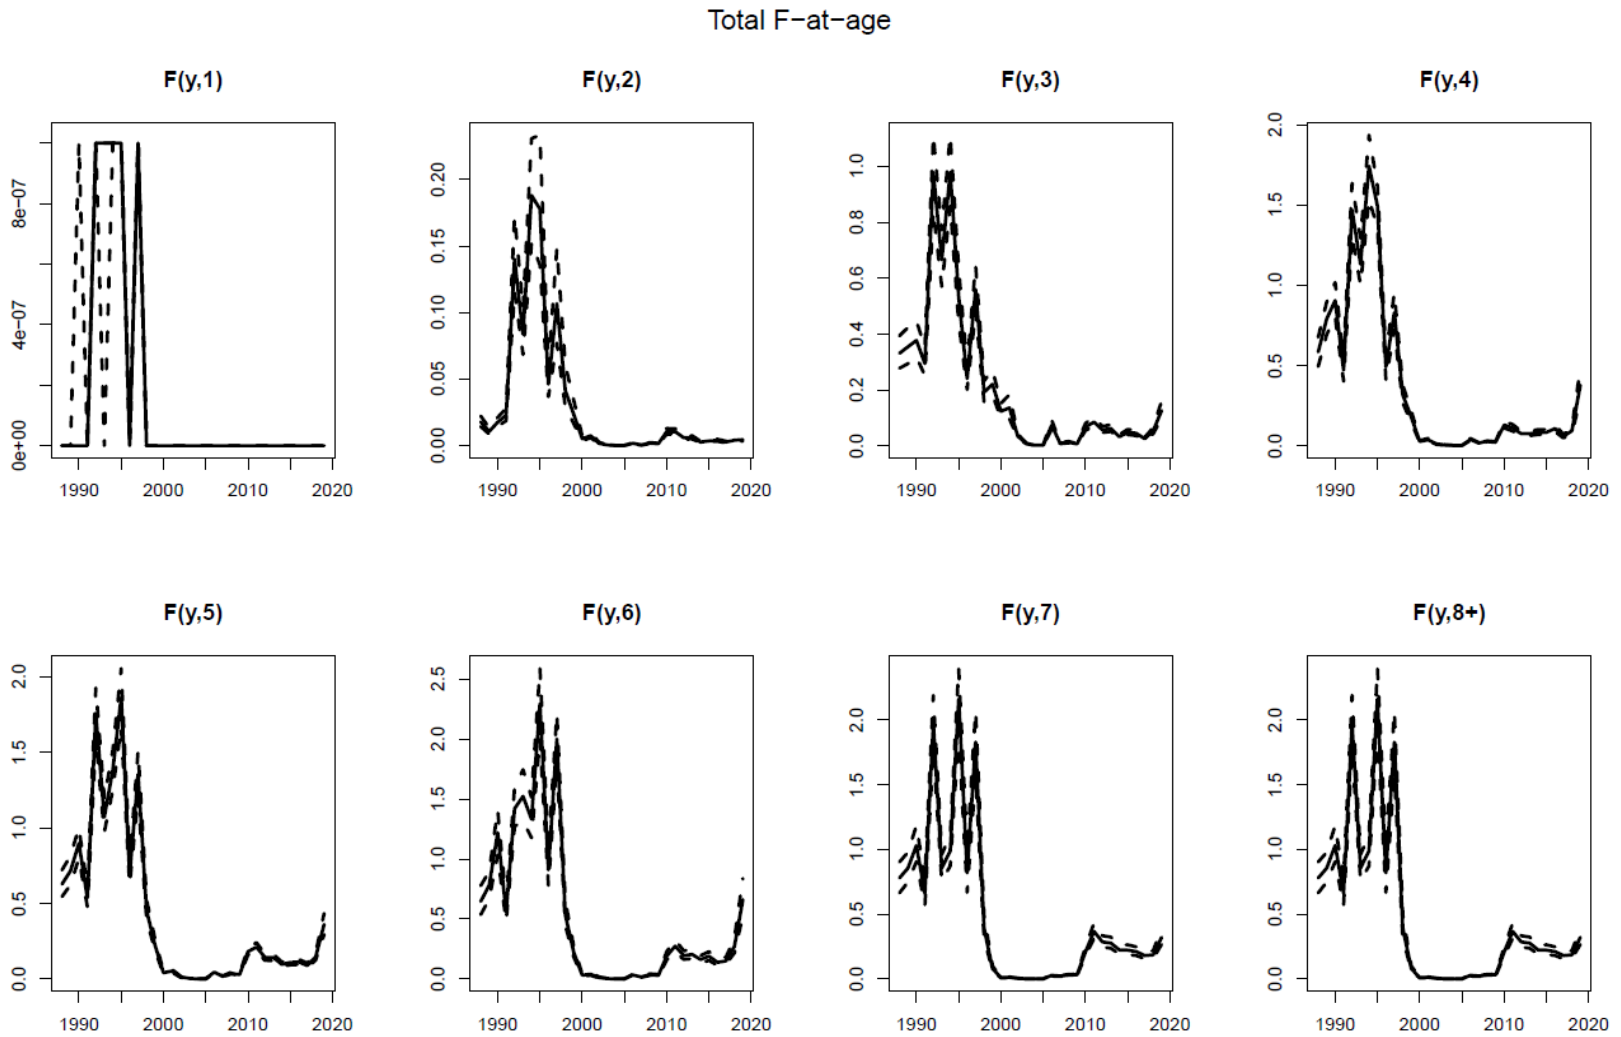 Total F−at−age
F(y,1)
F(y,2)
F(y,3)
F(y,4)
0e+00 4e−07 8e−07
0.00 0.05 0.10 0.15 0.20
0.0 0.2 0.4 0.6 0.8 1.0
0.0 0.5 1.0 1.5 2.0
1990 2000 2010 2020
1990 2000 2010 2020
1990 2000 2010 2020
1990 2000 2010 2020
F(y,5)
F(y,6)
F(y,7)
F(y,8+)
0.0 0.5 1.0 1.5 2.0
0.0 0.5 1.0 1.5 2.0 2.5
0.0 0.5 1.0 1.5 2.0
0.0 0.5 1.0 1.5 2.0
1990 2000 2010 2020
1990 2000 2010 2020
1990 2000 2010 2020
1990 2000 2010 2020